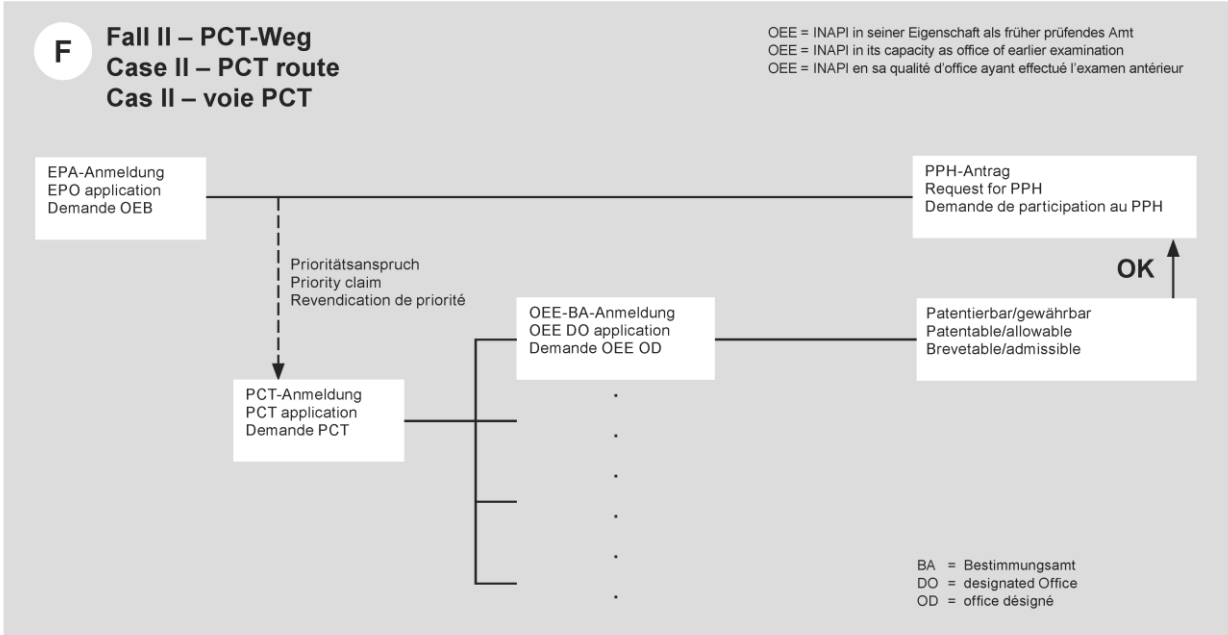 F
Fall II – PCT-Weg
Case II – PCT route
Cas II – voie PCT
OEE = INAPI in seiner Eigenschaft als früher prüfendes Amt
OEE = INAPI in its capacity as office of earlier examination
OEE = INAPI en sa qualité d'office ayant effectué l'examen antérieur
EPA-Anmeldung
EPO application
Demande OEB
PPH-Antrag
Request for PPH
Demande de participation au PPH
Prioritätsanspruch
Priority claim
Revendication de priorité
OK
OEE-BA-Anmeldung
OEE DO application
Demande OEE OD
Patentierbar/gewährbar
Patentable/allowable
Brevetable/admissible
PCT-Anmeldung
PCT application
Demande PCT
BA = Bestimmungsamt
DO = designated Office
OD = office désigné